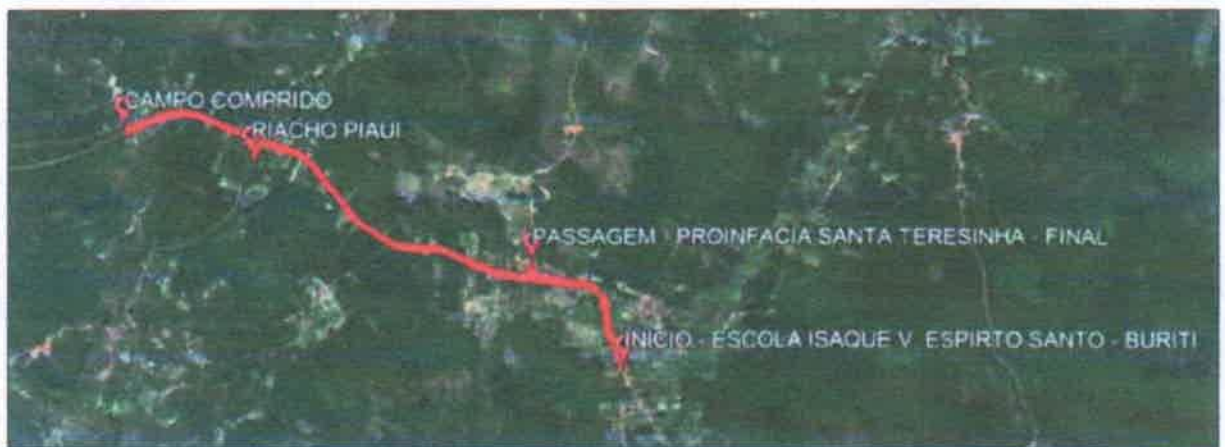 CAMPO COMPRIDO
RIACHO PIAUI
PASSAGEM - PROINFACIA SANTA TERESINHA - FINAL
INICIO - ESCOLA ISAQUE V. ESPIRTO SANTO - BURITI